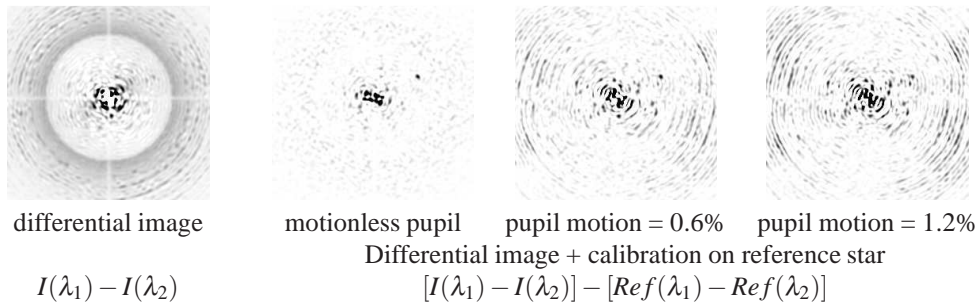 differential image motionless pupil pupil motion = 0.6% pupil motion = 1.2%
Differential image + calibration on reference star
I(λ₁) − I(λ₂) [I(λ₁) − I(λ₂)] − [Ref(λ₁) − Ref(λ₂)]